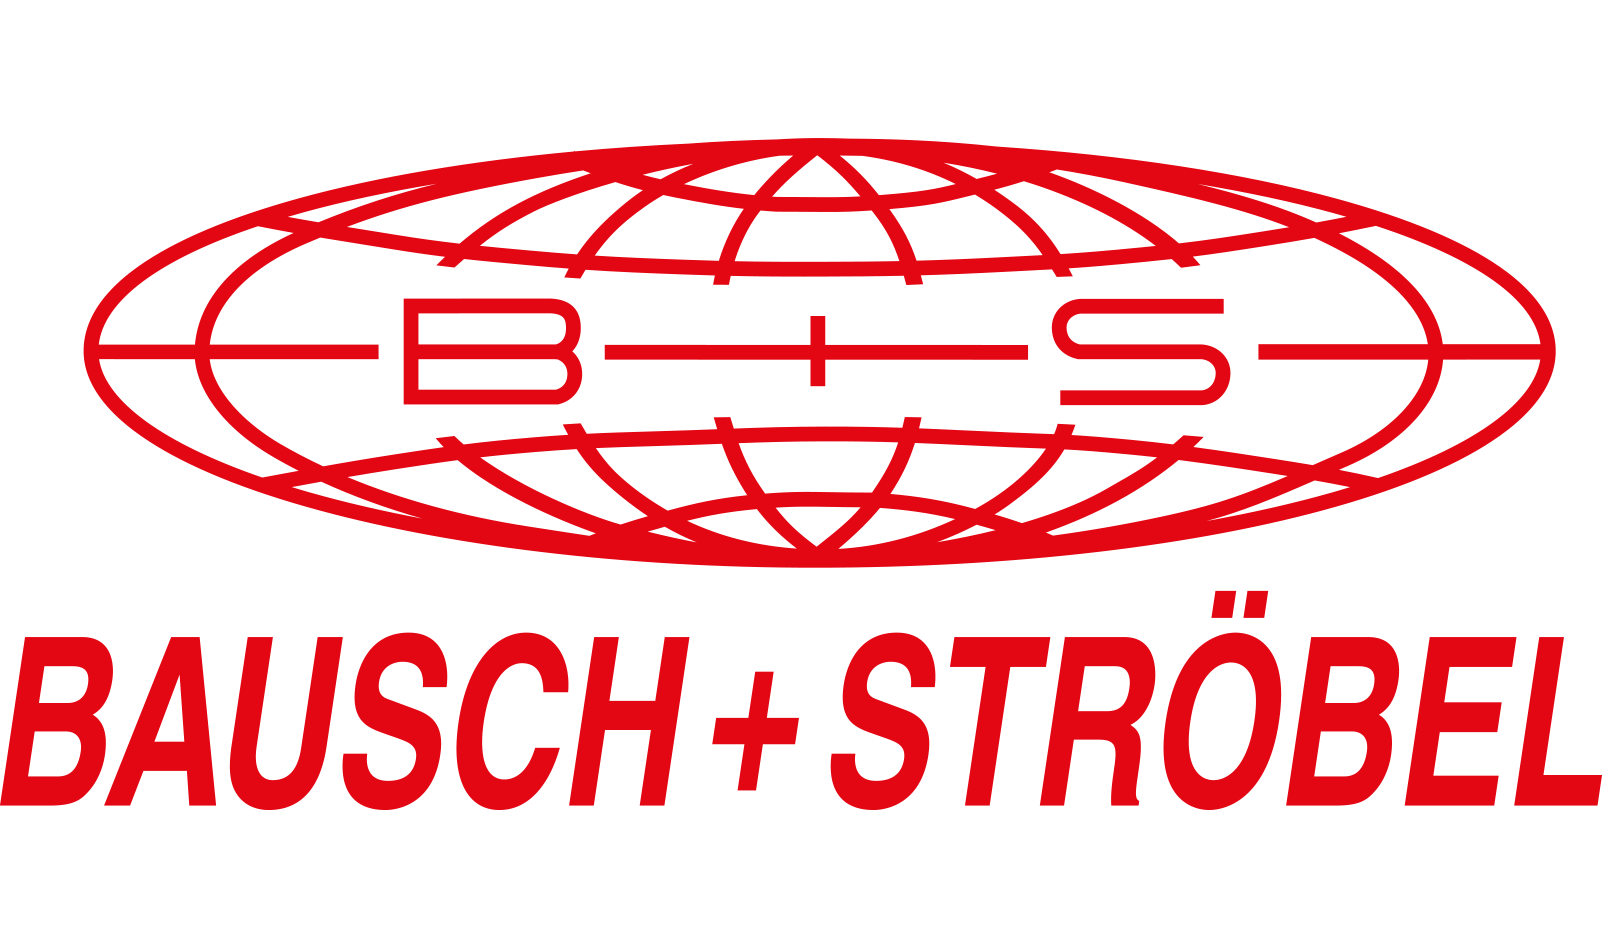 B + S
BAUSCH + STRÖBEL